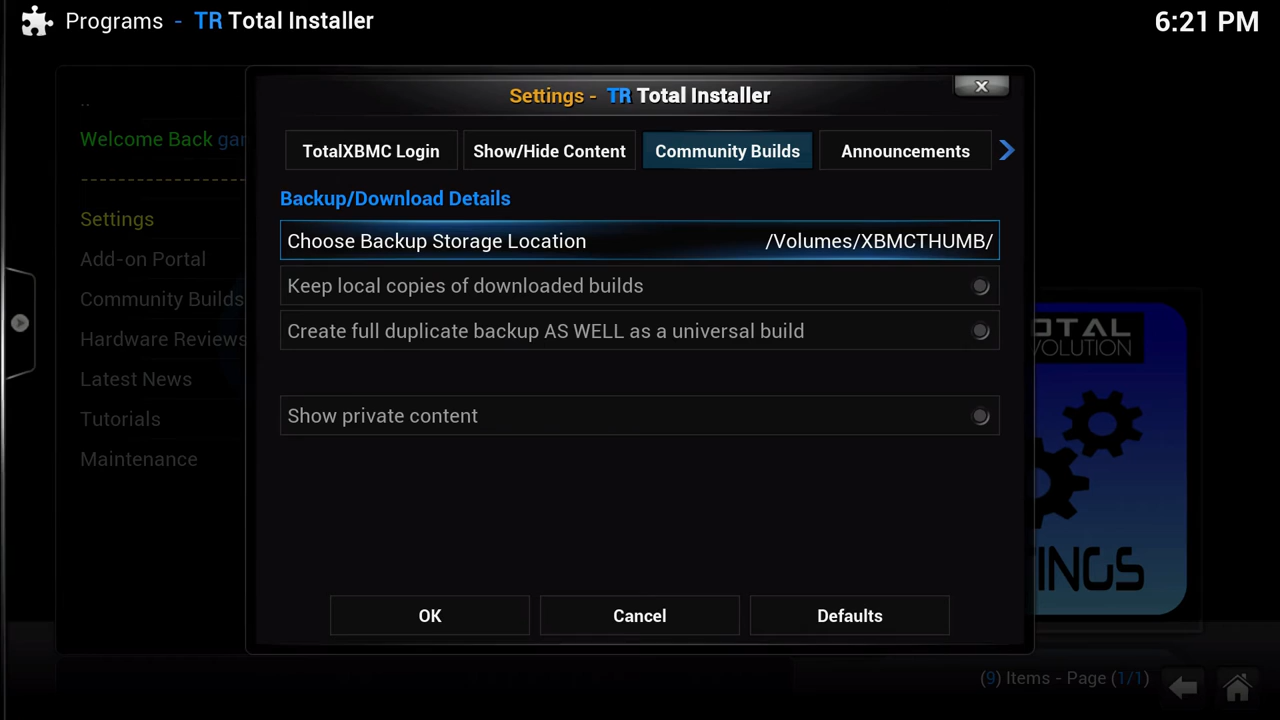 Programs - TR Total Installer
6:21 PM
..
Welcome Back gar
--------------------
Settings
Add-on Portal
Community Builds
Hardware Reviews
Latest News
Tutorials
Maintenance
Settings - TR Total Installer
x
TotalXBMC Login
Show/Hide Content
Community Builds
Announcements
Backup/Download Details
Choose Backup Storage Location /Volumes/XBMCTHUMB/
Keep local copies of downloaded builds
Create full duplicate backup AS WELL as a universal build
Show private content
OK
Cancel
Defaults
OTAL
VOLUTION
INGS
(9) Items - Page (1/1)